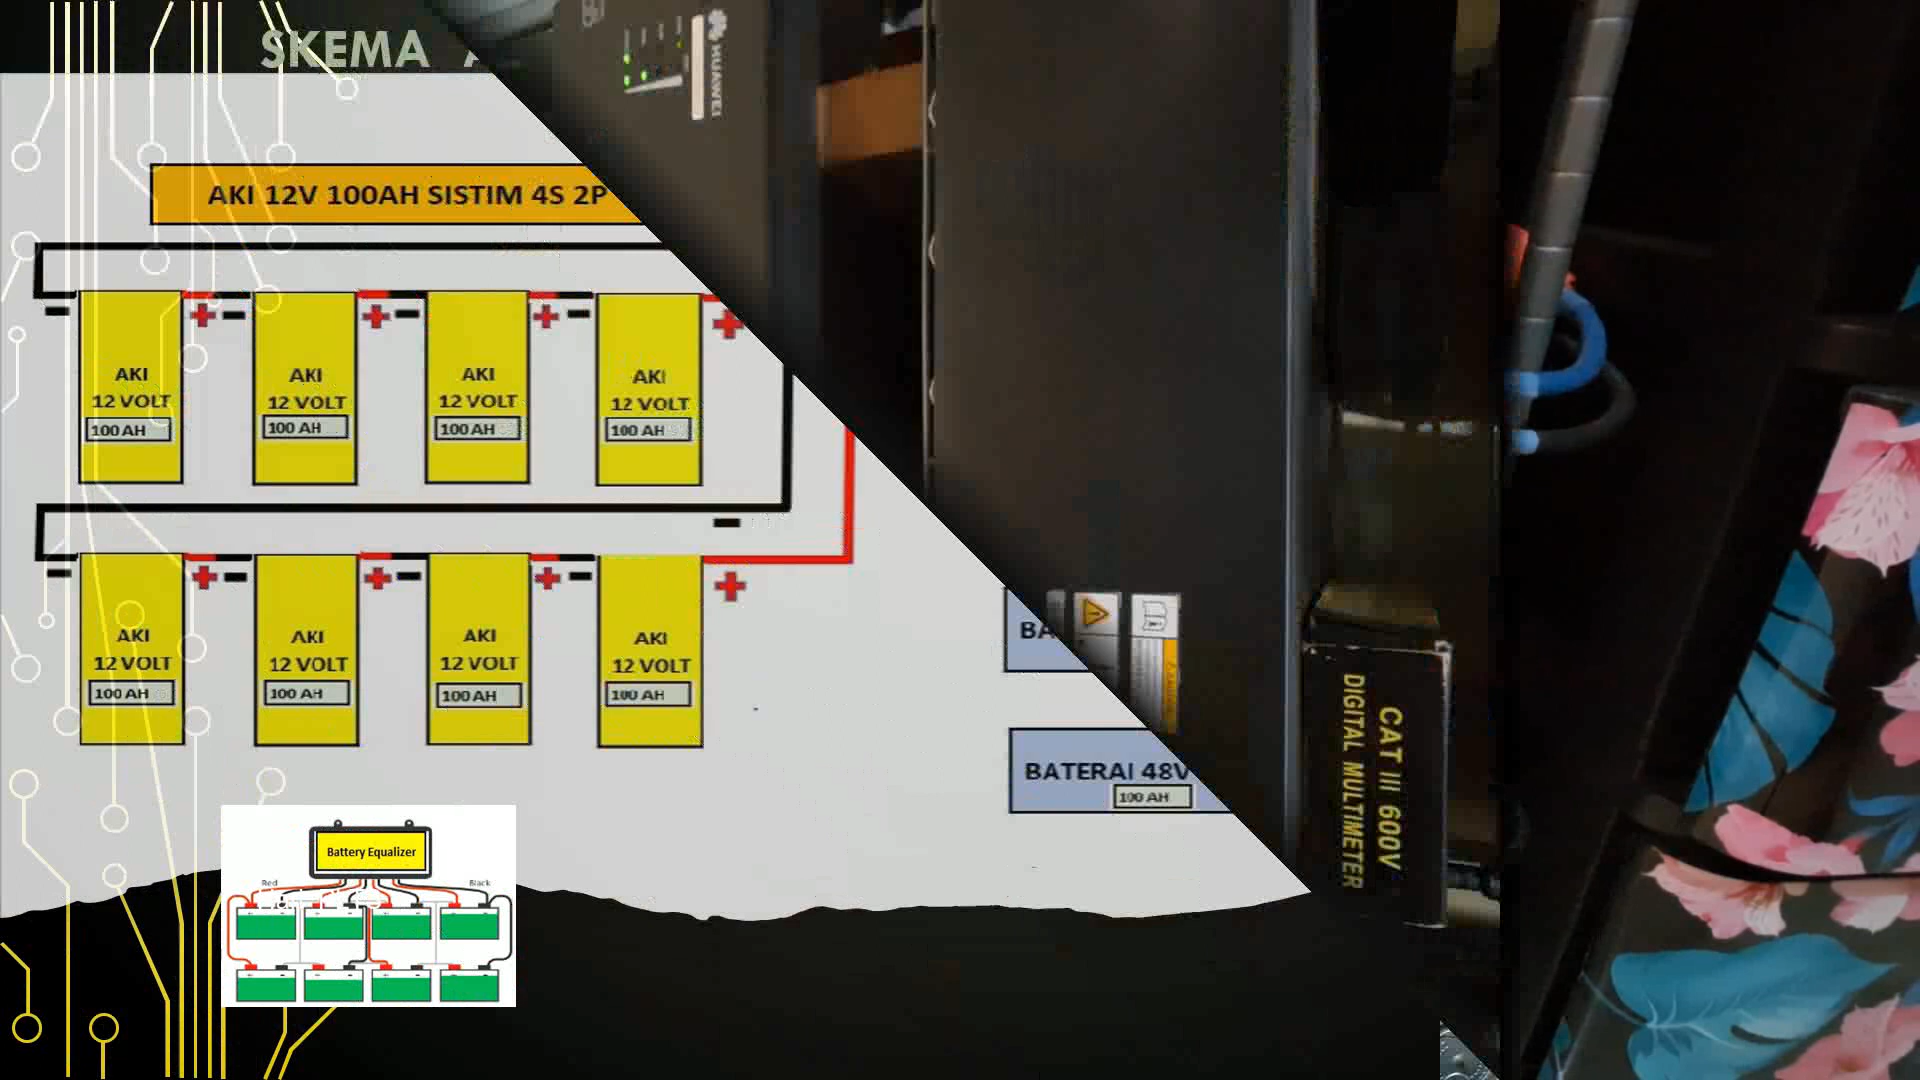 SKEMA
HUAWEI
AKI 12V 100AH SISTIM 4S 2P
AKI
12 VOLT
100 AH
AKI
12 VOLT
100 AH
AKI
12 VOLT
100 AH
AKI
12 VOLT
100 AH
AKI
12 VOLT
100 AH
AKI
12 VOLT
100 AH
AKI
12 VOLT
100 AH
AKI
12 VOLT
100 AH
BATERAI 48V
100 AH
CAT III 600V
DIGITAL MULTIMETER
Battery Equalizer
Red
Black